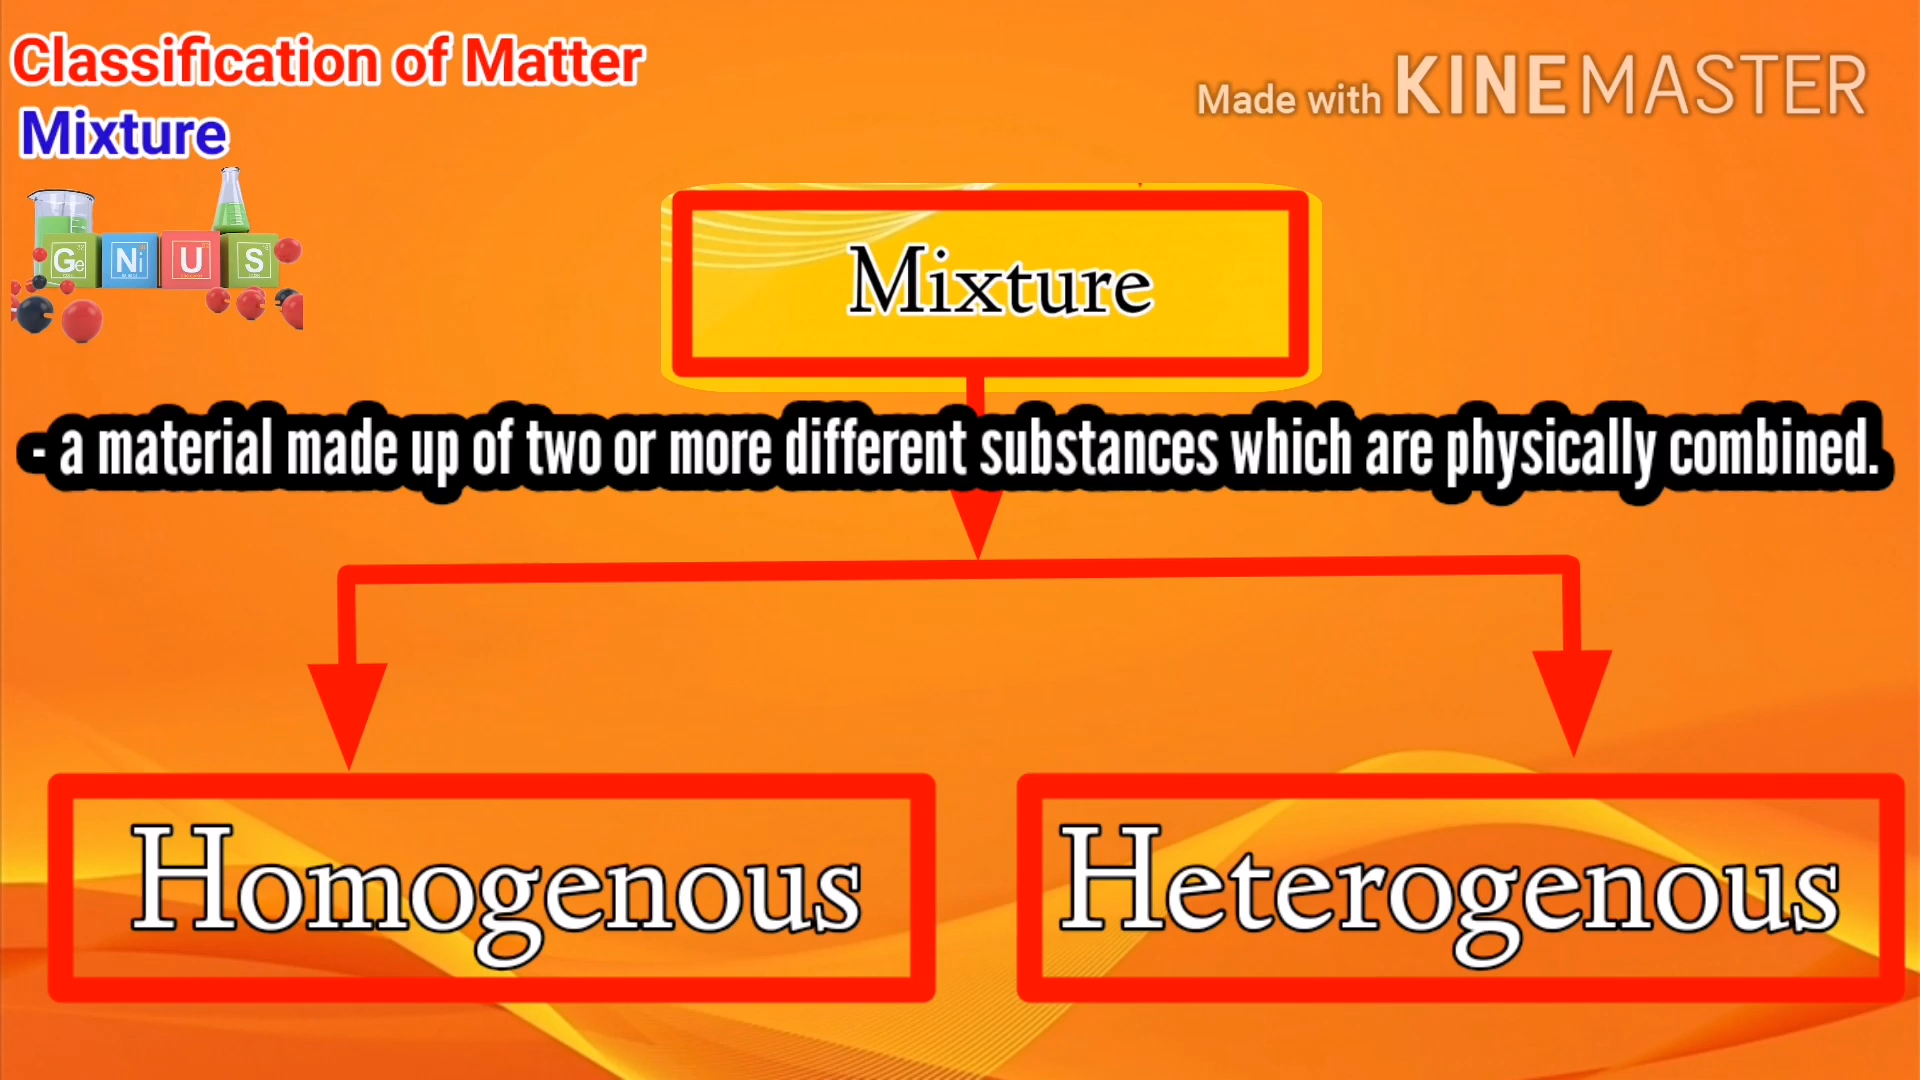 Classification of Matter
Mixture
Made with KINEMASTER
Ge Ni U S
Mixture
- a material made up of two or more different substances which are physically combined.
Homogenous
Heterogenous